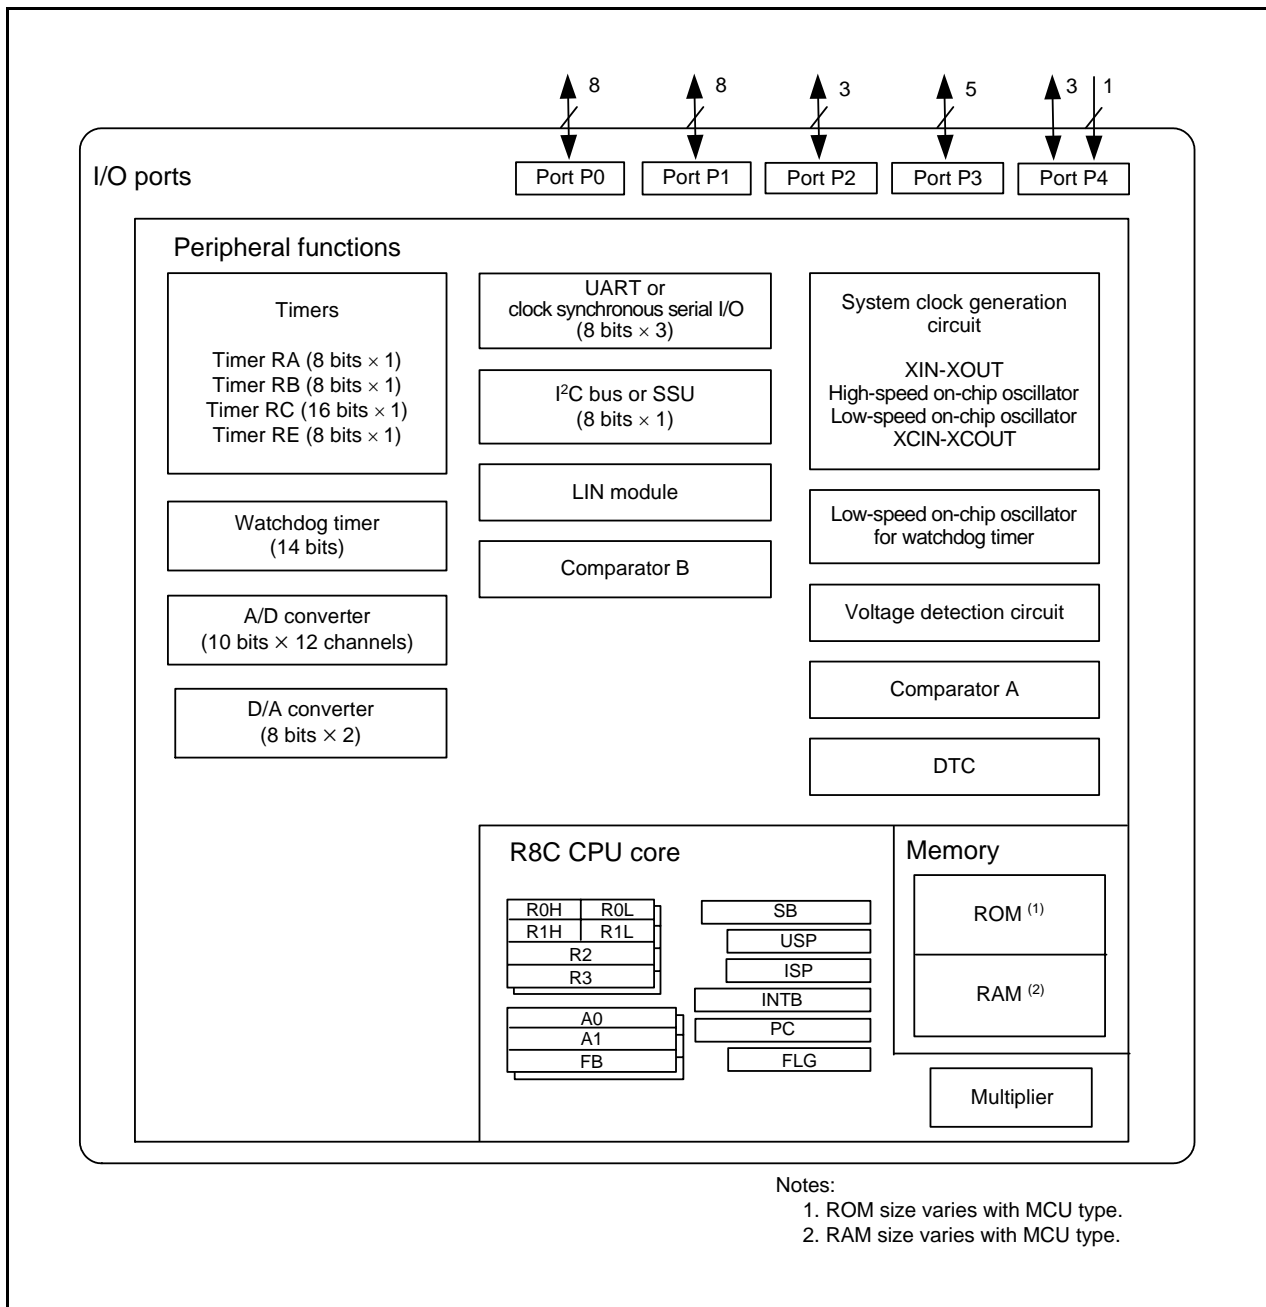 8
8
3
5
3
1
I/O ports
Port P0
Port P1
Port P2
Port P3
Port P4
Peripheral functions
Timers
Timer RA (8 bits × 1)
Timer RB (8 bits × 1)
Timer RC (16 bits × 1)
Timer RE (8 bits × 1)
Watchdog timer
(14 bits)
A/D converter
(10 bits × 12 channels)
D/A converter
(8 bits × 2)
UART or
clock synchronous serial I/O
(8 bits × 3)
I²C bus or SSU
(8 bits × 1)
LIN module
Comparator B
System clock generation
circuit
XIN-XOUT
High-speed on-chip oscillator
Low-speed on-chip oscillator
XCIN-XCOUT
Low-speed on-chip oscillator
for watchdog timer
Voltage detection circuit
Comparator A
DTC
R8C CPU core
R0H
R0L
R1H
R1L
R2
R3
A0
A1
FB
SB
USP
ISP
INTB
PC
FLG
Memory
ROM (1)
RAM (2)
Multiplier
Notes:
1. ROM size varies with MCU type.
2. RAM size varies with MCU type.